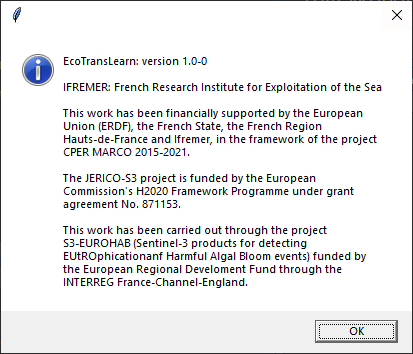 EcoTransLearn: version 1.0-0
IFREMER: French Research Institute for Exploitation of the Sea
This work has been financially supported by the European
Union (ERDF), the French State, the French Region
Hauts-de-France and Ifremer, in the framework of the project
CPER MARCO 2015-2021.
The JERICO-S3 project is funded by the European
Commission's H2020 Framework Programme under grant
agreement No. 871153.
This work has been carried out through the project
S3-EUROHAB (Sentinel-3 products for detecting
EUtROphicationanf Harmful Algal Bloom events) funded by
the European Regional Develoment Fund through the
INTERREG France-Channel-England.
OK